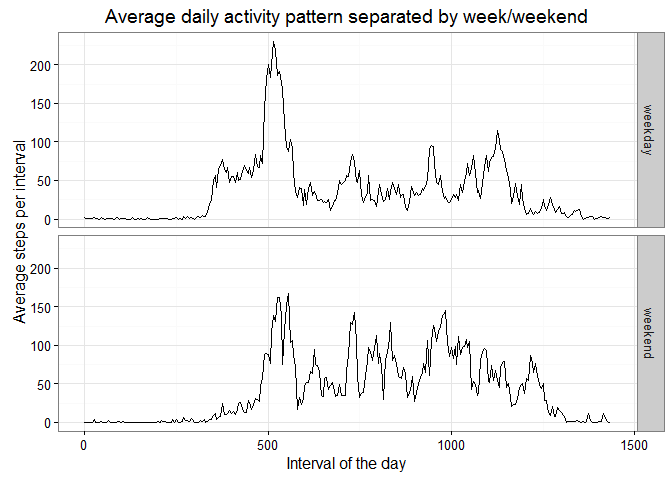 Average daily activity pattern separated by week/weekend
Average steps per interval
200
150
100
50
0
weekday
200
150
100
50
0
weekend
0 500 1000 1500
Interval of the day